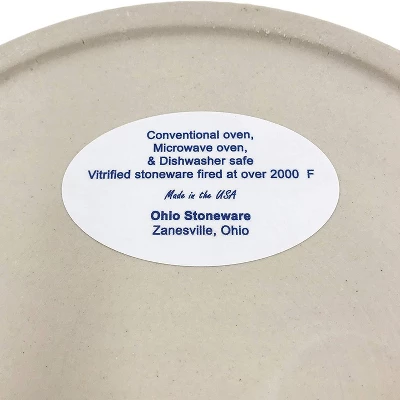 Conventional oven,
Microwave oven,
& Dishwasher safe
Vitrified stoneware fired at over 2000 F
Made in the USA
Ohio Stoneware
Zanesville, Ohio